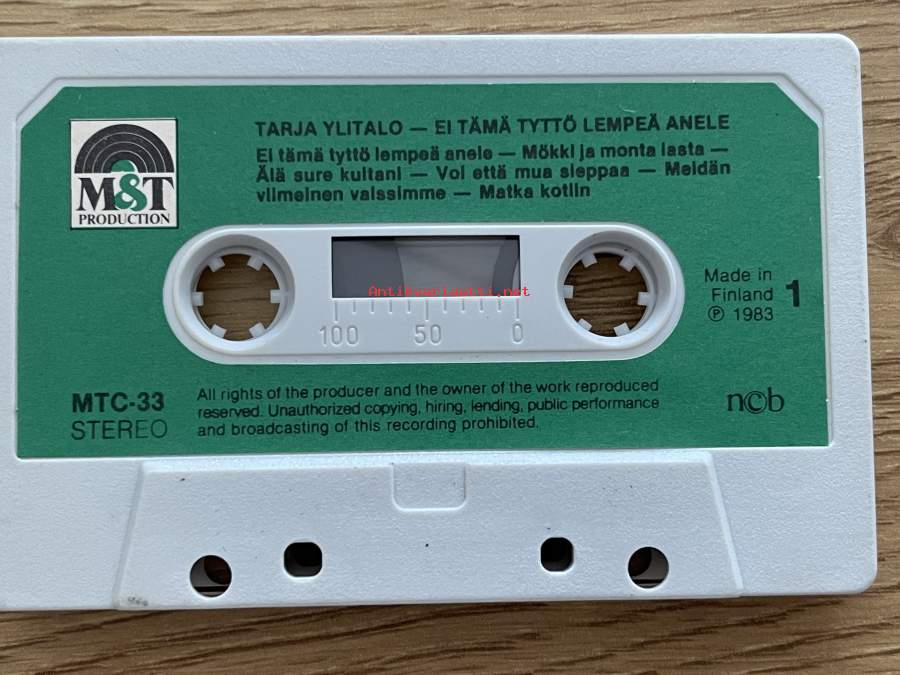 M&T
PRODUCTION
TARJA YLITALO — EI TÄMÄ TYTTÖ LEMPEÄ ANELE
Ei tämä tyttö lempeä anele — Mökki ja monta lasta —
Älä sure kultani — Voi että mua sieppaa — Meidän
viimeinen valssimme — Matka kotiin
Antikvariaatti.net
100 50 0
Made in
Finland
℗ 1983
1
MTC-33
STEREO
All rights of the producer and the owner of the work reproduced
reserved. Unauthorized copying, hiring, lending, public performance
and broadcasting of this recording prohibited.
ncb